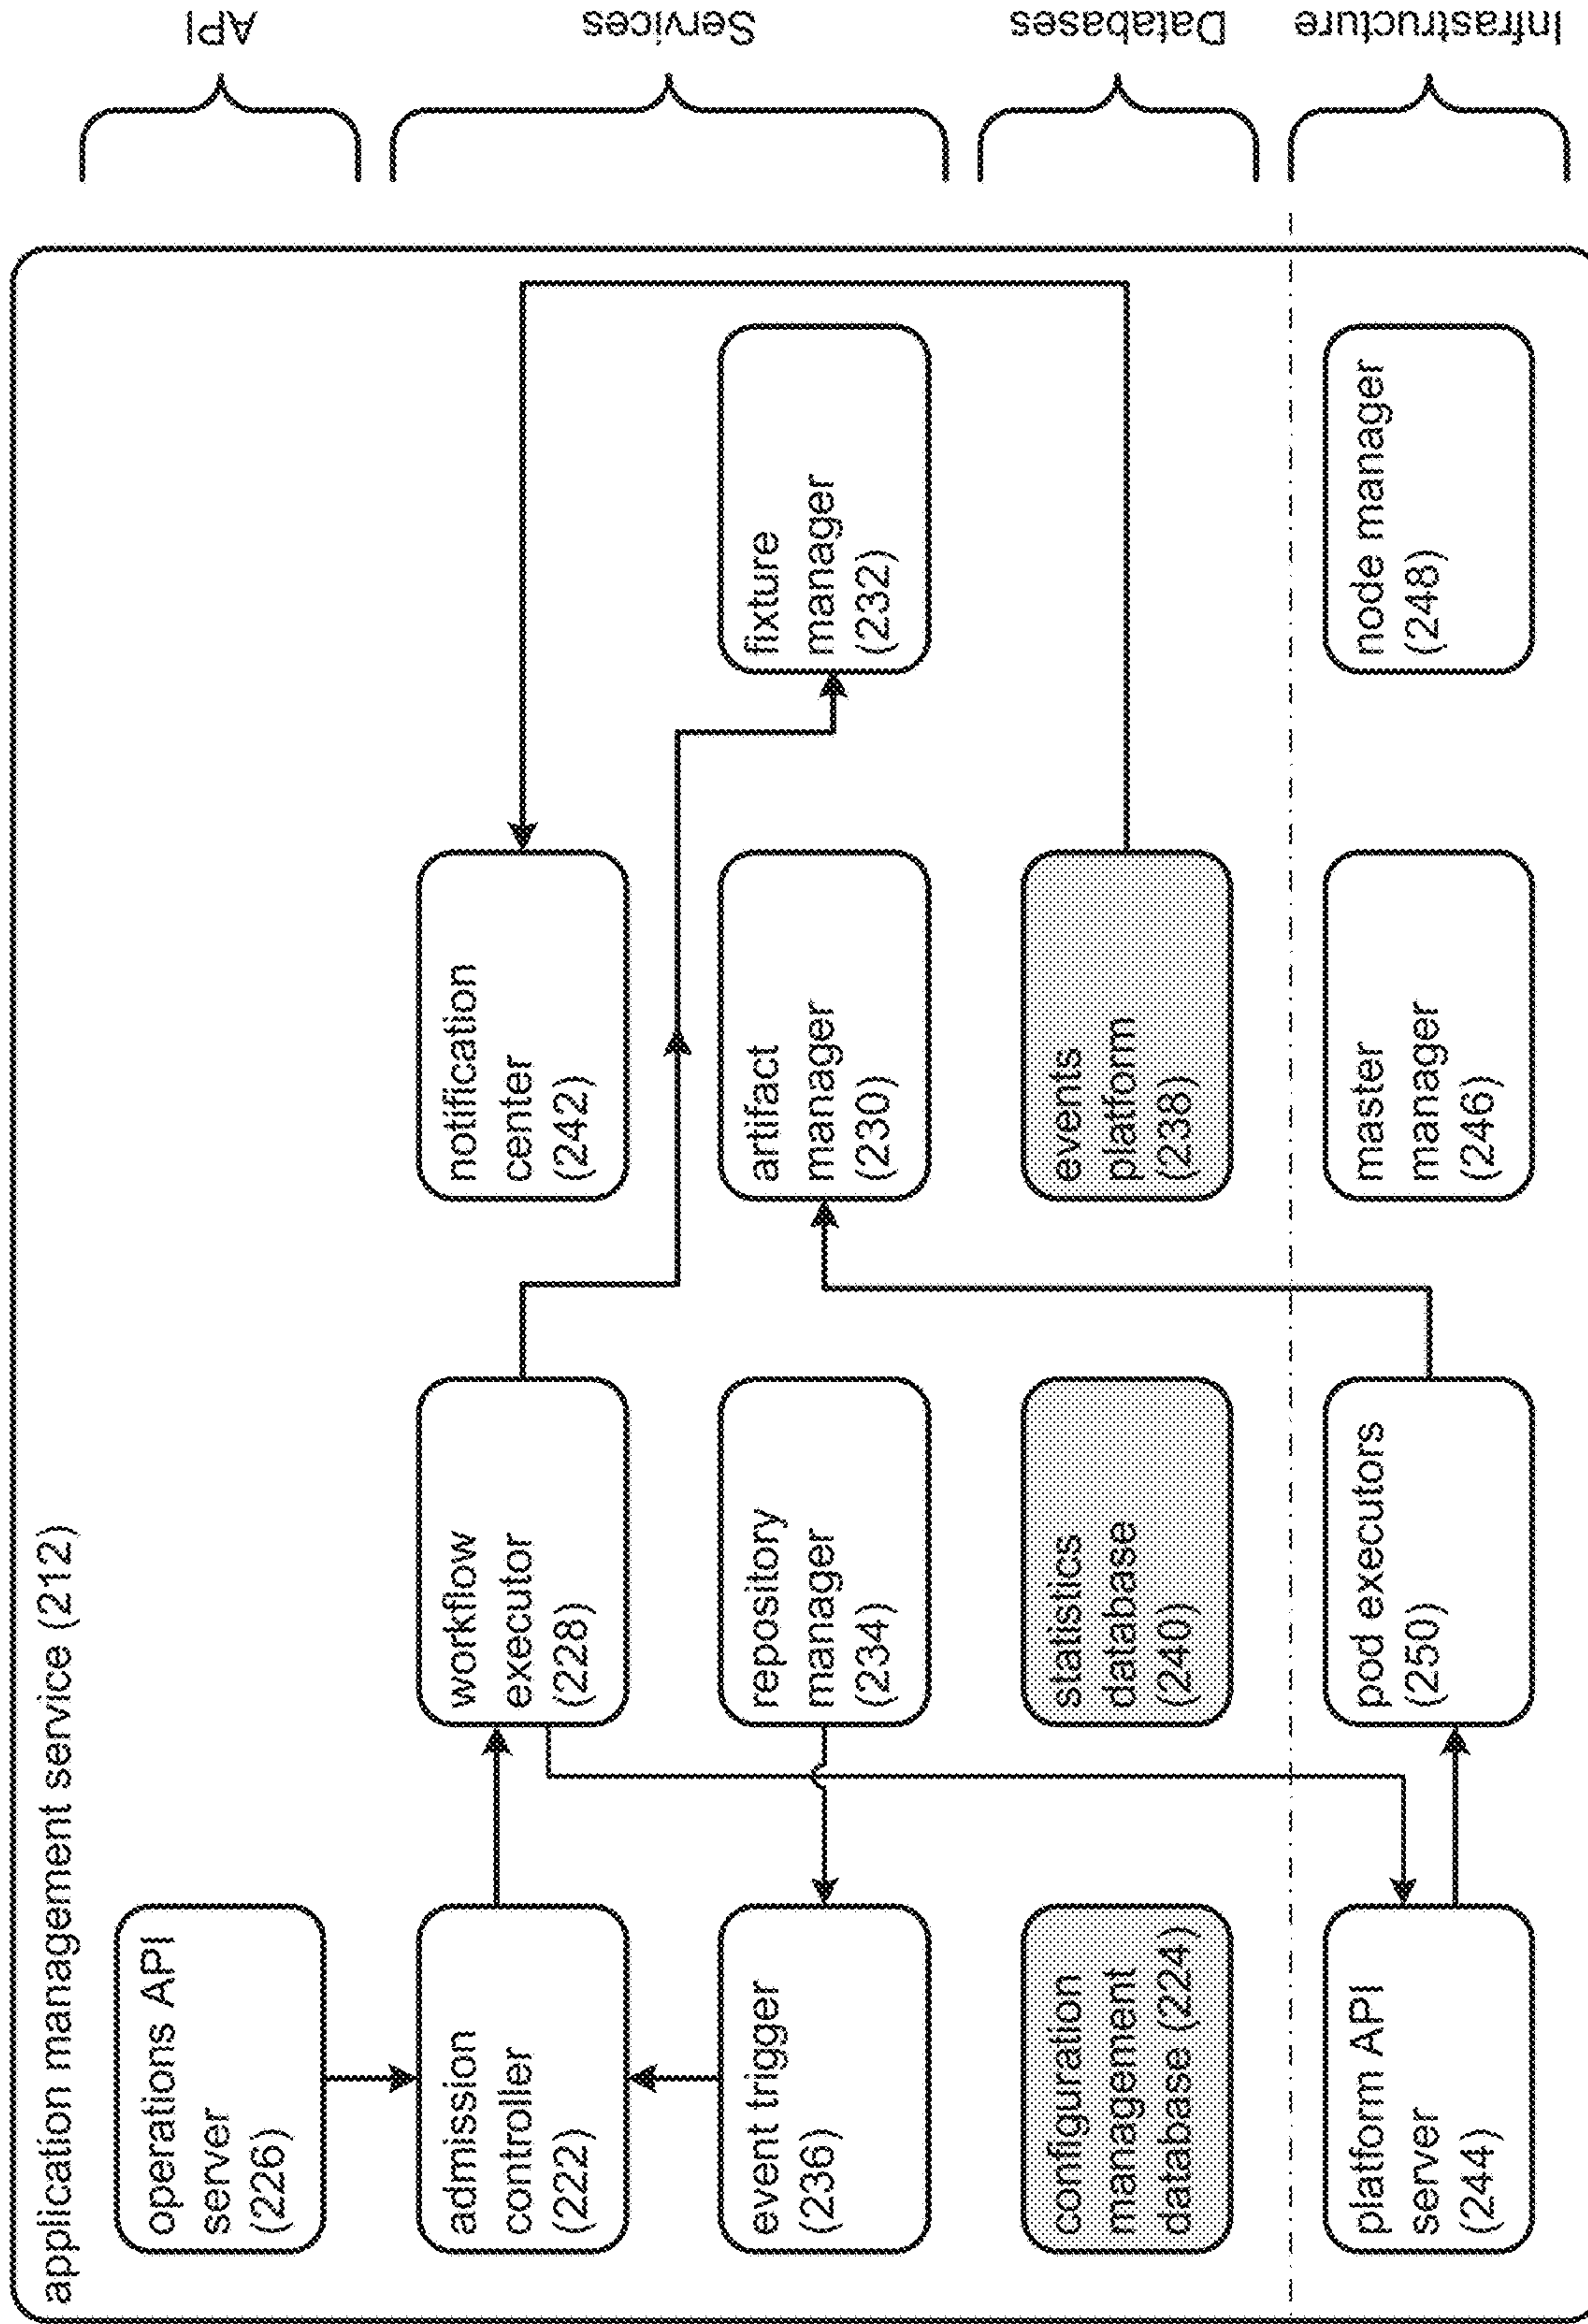 application management service (212)
operations API
server
(226)
API
admission
controller
(222)
workflow
executor
(228)
notification
center
(242)
Services
event trigger
(236)
repository
manager
(234)
artifact
manager
(230)
fixture
manager
(232)
configuration
management
database (224)
statistics
database
(240)
events
platform
(238)
Databases
platform API
server
(244)
pod executors
(250)
master
manager
(246)
node manager
(248)
Infrastructure